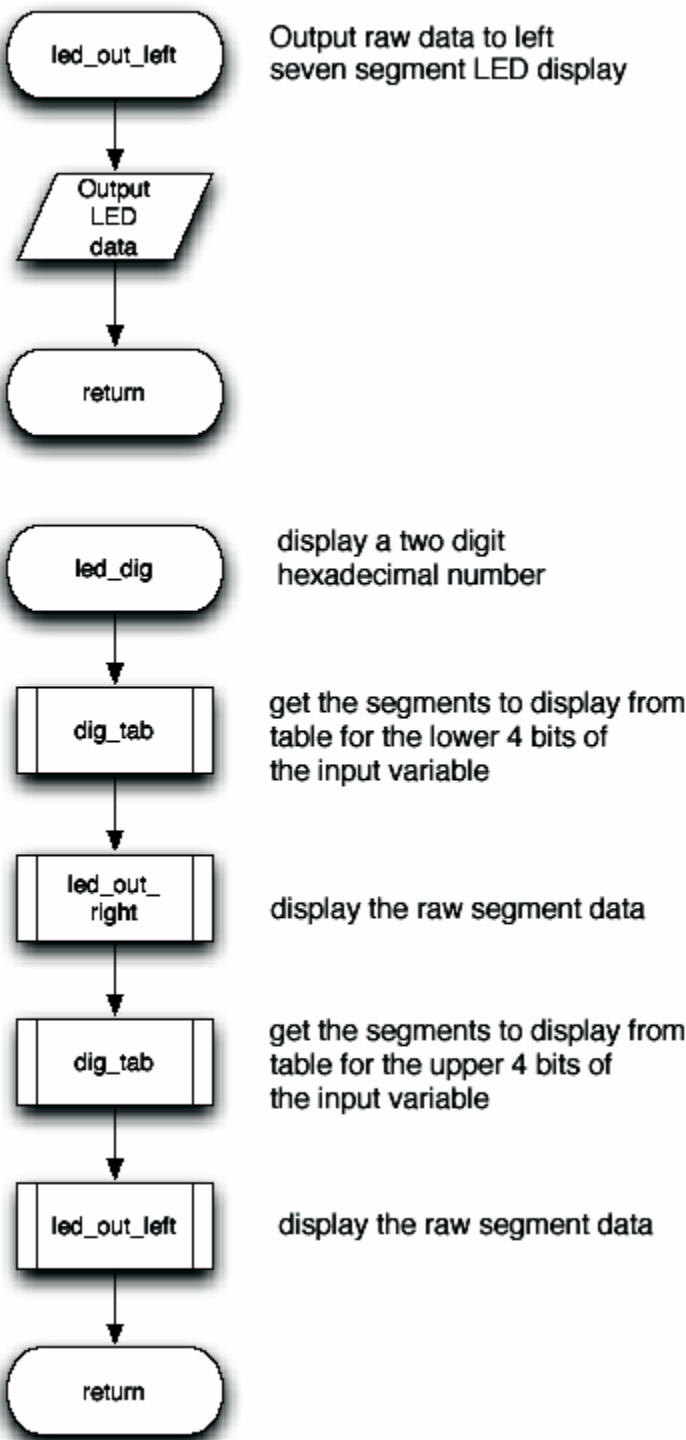 led_out_left
Output raw data to left
seven segment LED display
Output
LED
data
return
led_dig
display a two digit
hexadecimal number
dig_tab
get the segments to display from
table for the lower 4 bits of
the input variable
led_out_
right
display the raw segment data
dig_tab
get the segments to display from
table for the upper 4 bits of
the input variable
led_out_left
display the raw segment data
return